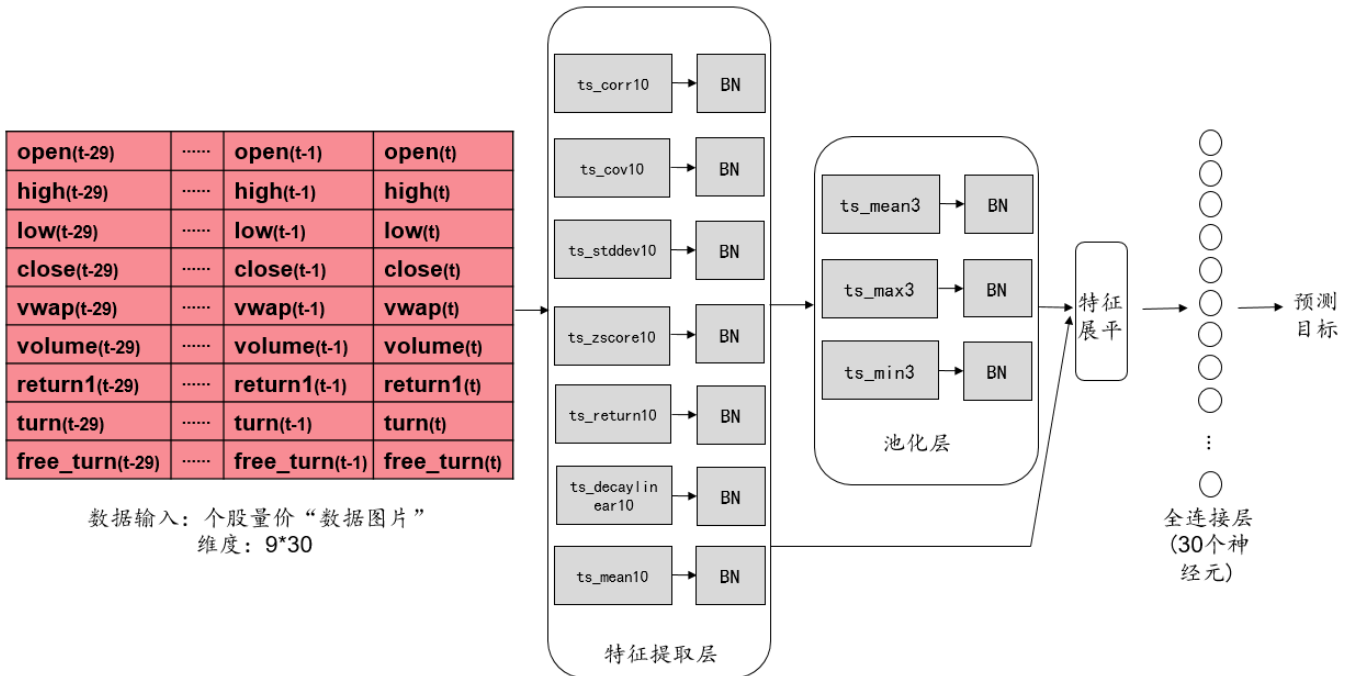 open(t-29) ...... open(t-1) open(t)
high(t-29) ...... high(t-1) high(t)
low(t-29) ...... low(t-1) low(t)
close(t-29) ...... close(t-1) close(t)
vwap(t-29) ...... vwap(t-1) vwap(t)
volume(t-29) ...... volume(t-1) volume(t)
return1(t-29) ...... return1(t-1) return1(t)
turn(t-29) ...... turn(t-1) turn(t)
free_turn(t-29) ...... free_turn(t-1) free_turn(t)
数据输入：个股量价“数据图片”
维度：9*30
ts_corr10 BN
ts_cov10 BN
ts_stddev10 BN
ts_zscore10 BN
ts_return10 BN
ts_decaylin
ear10
BN
ts_mean10 BN
特征提取层
ts_mean3 BN
ts_max3 BN
ts_min3 BN
池化层
特征
展平
...
全连接层
(30个神
经元)
预测
目标